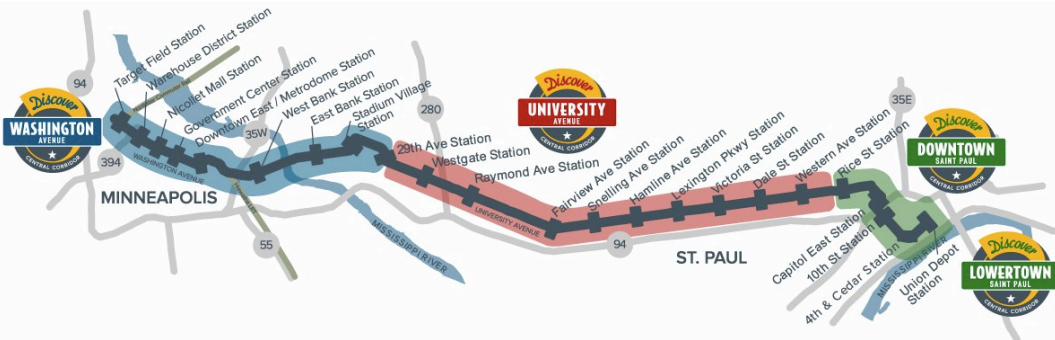 Target Field Station
Warehouse District Station
Nicollet Mall Station
Government Center Station
Downtown East / Metrodome Station
West Bank Station
East Bank Station
Stadium Village
Station
94
Discover
WASHINGTON
AVENUE
CENTRAL CORRIDOR
394
WASHINGTON AVENUE
35W
MINNEAPOLIS
55
MISSISSIPPI RIVER
280
29th Ave Station
Westgate Station
Raymond Ave Station
UNIVERSITY AVENUE
Discover
UNIVERSITY
AVENUE
CENTRAL CORRIDOR
Fairview Ave Station
Snelling Ave Station
Hamline Ave Station
Lexington Pkwy Station
Victoria St Station
Dale St Station
Western Ave Station
Rice St Station
94
ST. PAUL
35E
Discover
DOWNTOWN
SAINT PAUL
CENTRAL CORRIDOR
Capitol East Station
10th St Station
4th & Cedar Station
MISSISSIPPI RIVER
Union Depot
Station
Discover
LOWERTOWN
SAINT PAUL
CENTRAL CORRIDOR